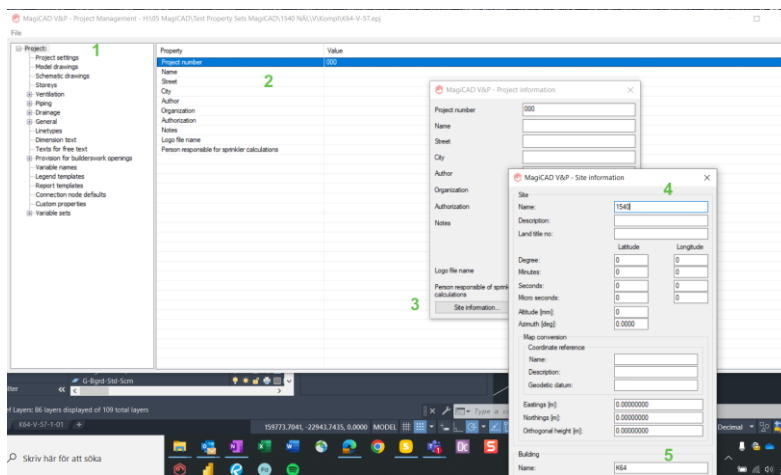 MagiCAD V&P - Project Management - H:\05 MagiCAD\Test Property Sets MagiCAD\1540 NÄL\V\Kompl\K64-V-57.epj
File
1
Project:
Project settings
Model drawings
Schematic drawings
Storeys
Ventilation
Piping
Drainage
General
Linetypes
Dimension text
Texts for free text
Provision for builderswork openings
Variable names
Legend templates
Report templates
Connection node defaults
Custom properties
Variable sets
Property Value
Project number 000
2
Name
Street
City
Author
Organization
Authorization
Notes
Logo file name
Person responsible for sprinkler calculations
MagiCAD V&P - Project information
Project number 000
Name
Street
City
Author
Organization
Authorization
Notes
Logo file name
Person responsible of sprink
calculations
3
Site information...
MagiCAD V&P - Site information
4
Site
Name: 1540
Description:
Land title no:
Latitude Longitude
Degree: 0 0
Minutes: 0 0
Seconds: 0 0
Micro seconds: 0 0
Altitude [mm]: 0
Azimuth [deg]: 0.0000
Map conversion
Coordinate reference
Name:
Description:
Geodetic datum:
Eastings [m]: 0.00000000
Northings [m]: 0.00000000
Orthogonal height [m]: 0.00000000
Building
5
Name: K64
G-Bgrd-Std-Scm
ilter
of Layers: 86 layers displayed of 109 total layers
Type a c
K64-V-57-1-01
159773.7041, -22943.7435, 0.0000 MODEL
Decimal
Skriv här för att söka